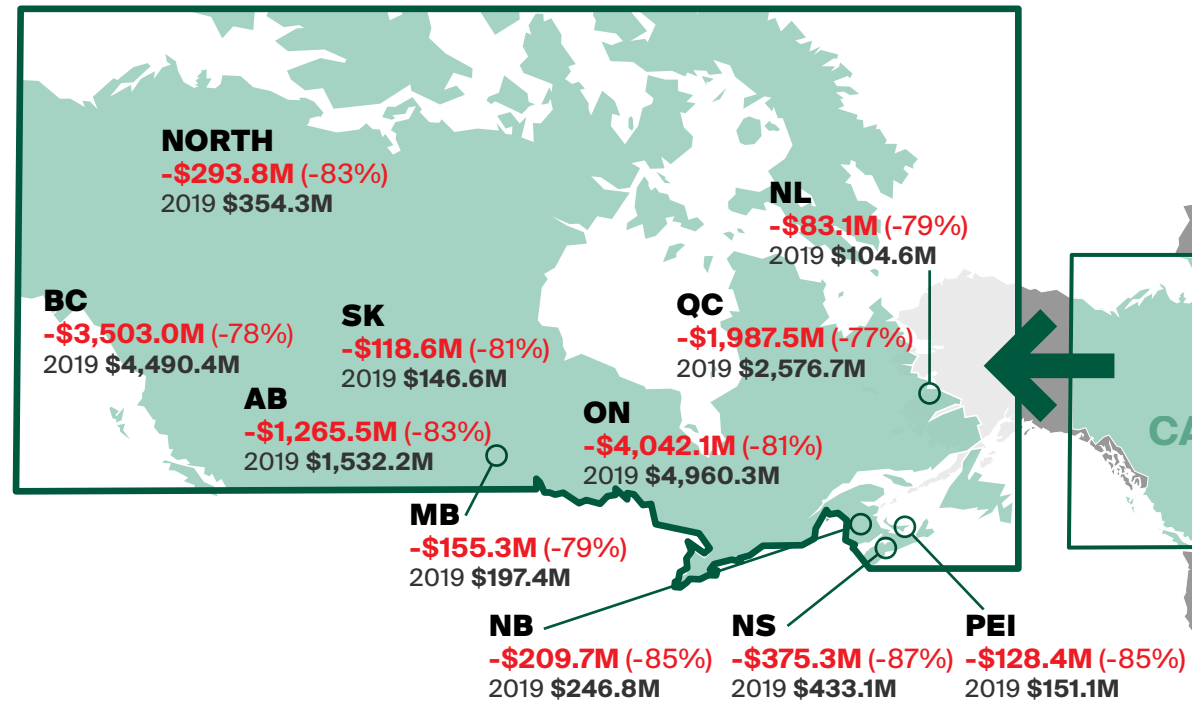 NORTH
-$293.8M (-83%)
2019 $354.3M
NL
-$83.1M (-79%)
2019 $104.6M
BC
-$3,503.0M (-78%)
2019 $4,490.4M
SK
-$118.6M (-81%)
2019 $146.6M
QC
-$1,987.5M (-77%)
2019 $2,576.7M
AB
-$1,265.5M (-83%)
2019 $1,532.2M
ON
-$4,042.1M (-81%)
2019 $4,960.3M
CA
MB
-$155.3M (-79%)
2019 $197.4M
NB
-$209.7M (-85%)
2019 $246.8M
NS
-$375.3M (-87%)
2019 $433.1M
PEI
-$128.4M (-85%)
2019 $151.1M